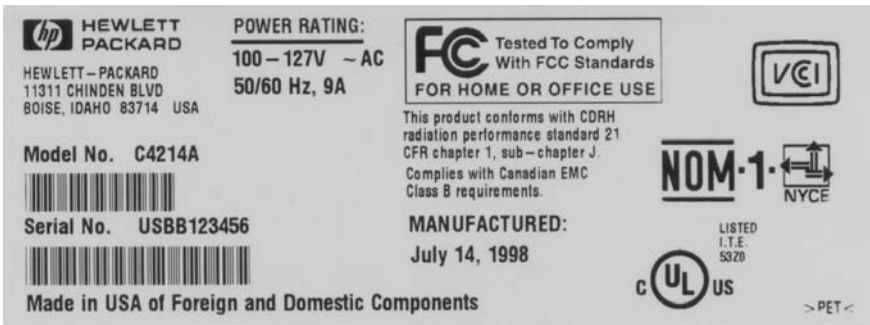 hp HEWLETT
PACKARD
HEWLETT-PACKARD
11311 CHINDEN BLVD
BOISE, IDAHO 83714 USA
Model No. C4214A
Serial No. USBB123456
Made in USA of Foreign and Domestic Components
POWER RATING:
100-127V ~ AC
50/60 Hz, 9A
FCC Tested To Comply
With FCC Standards
FOR HOME OR OFFICE USE
This product conforms with CDRH
radiation performance standard 21
CFR chapter 1, sub-chapter J.
Complies with Canadian EMC
Class B requirements.
MANUFACTURED:
July 14, 1998
VCI
NOM·1·
NYCE
LISTED
I.T.E.
5320
C UL US
>PET<